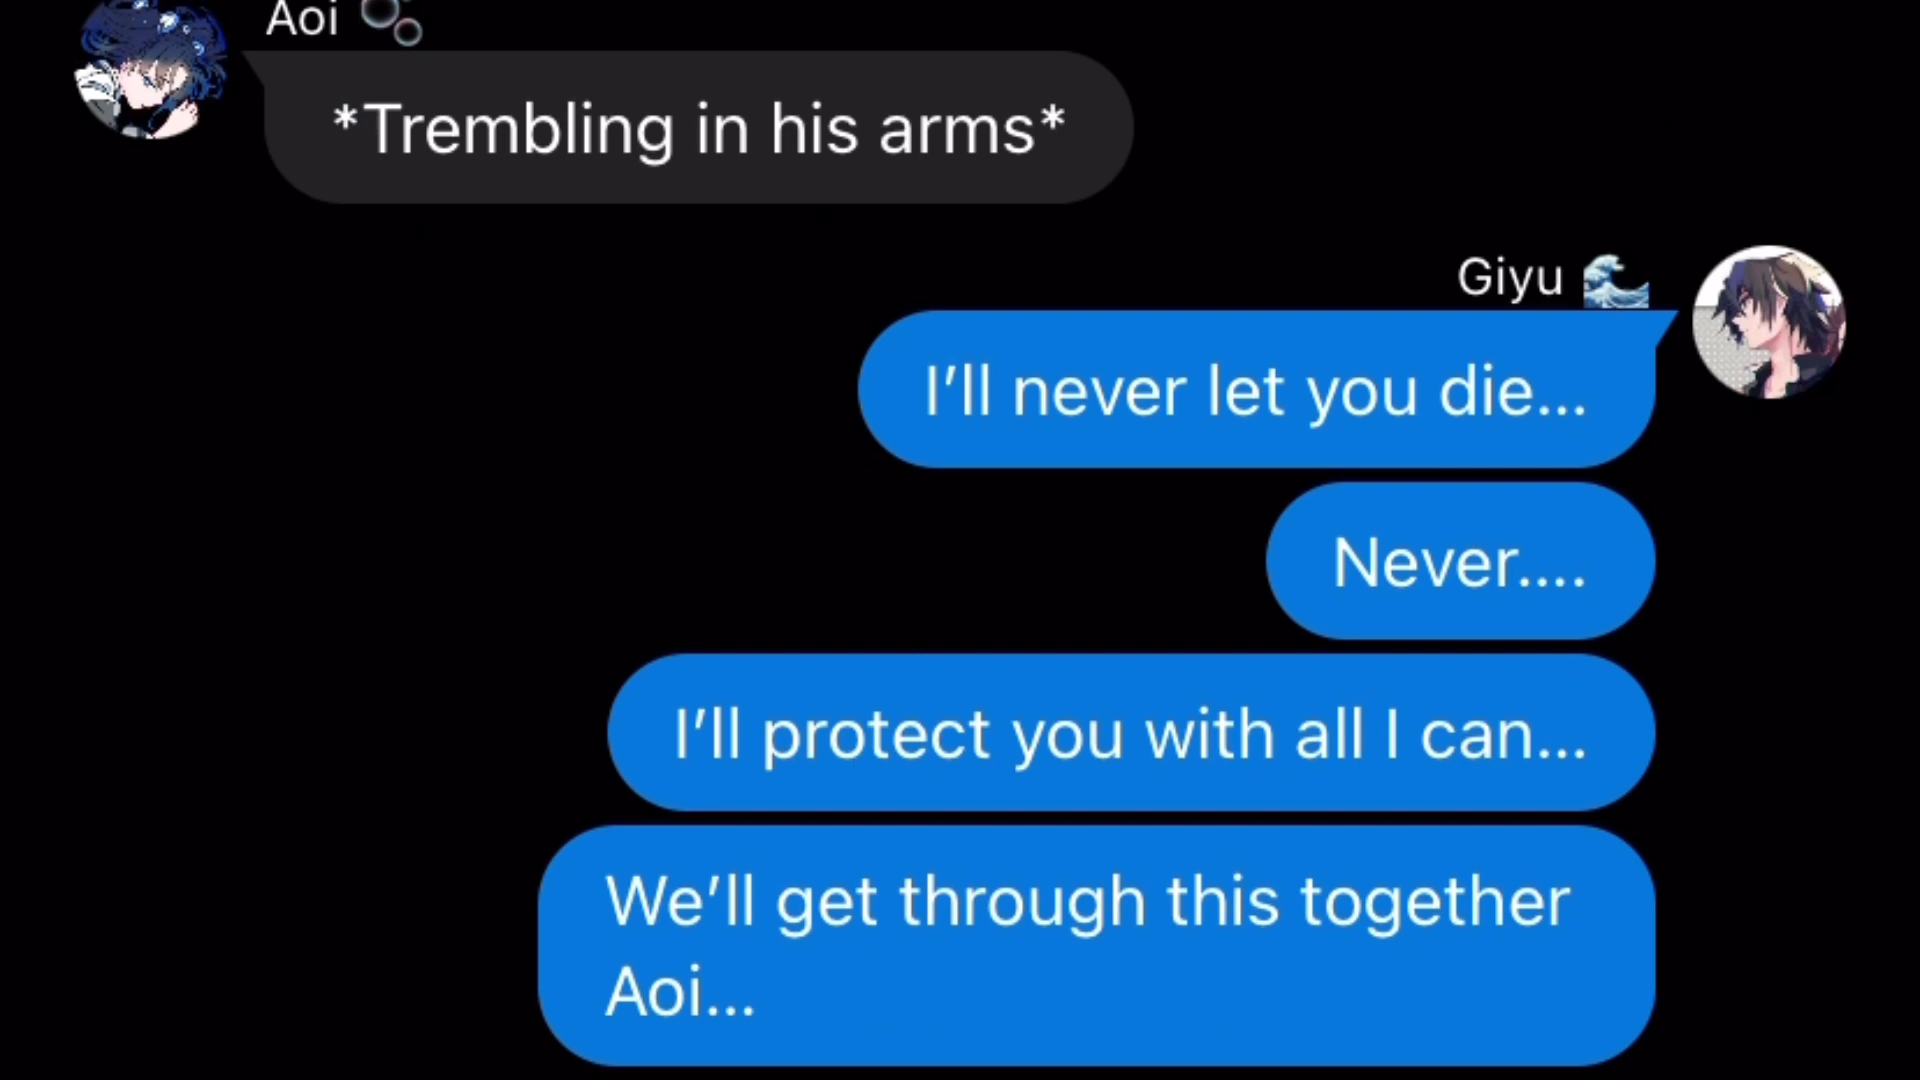 Aoi 🫧
*Trembling in his arms*
Giyu 🌊
I’ll never let you die...
Never....
I’ll protect you with all I can...
We’ll get through this together
Aoi...